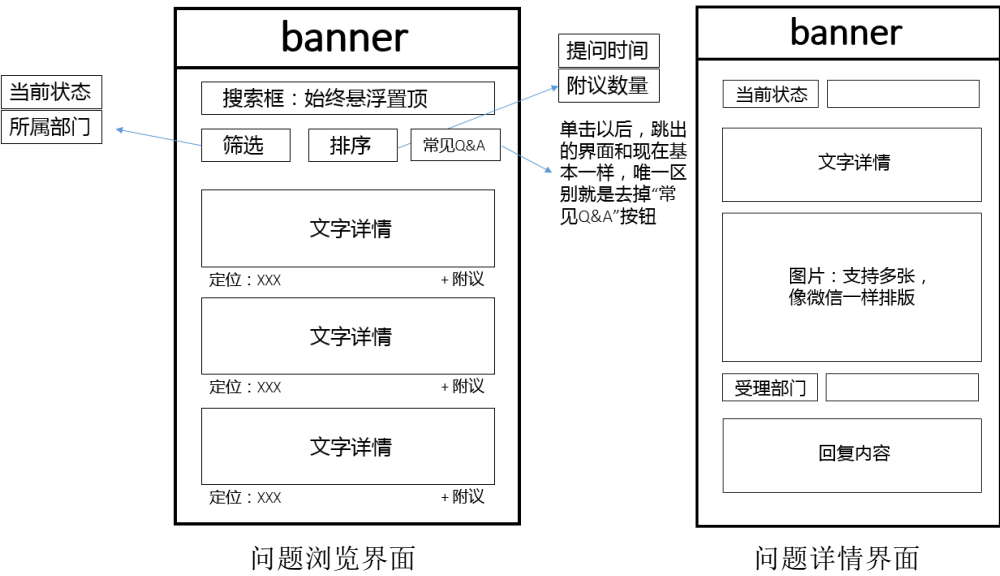 banner
当前状态
所属部门
搜索框：始终悬浮置顶
筛选
排序
常见Q&A
提问时间
附议数量
单击以后，跳出
的界面和现在基
本一样，唯一区
别就是去掉“常
见Q&A”按钮
文字详情
定位：XXX
+ 附议
文字详情
定位：XXX
+ 附议
文字详情
定位：XXX
+ 附议
问题浏览界面
banner
当前状态
文字详情
图片：支持多张，
像微信一样排版
受理部门
回复内容
问题详情界面